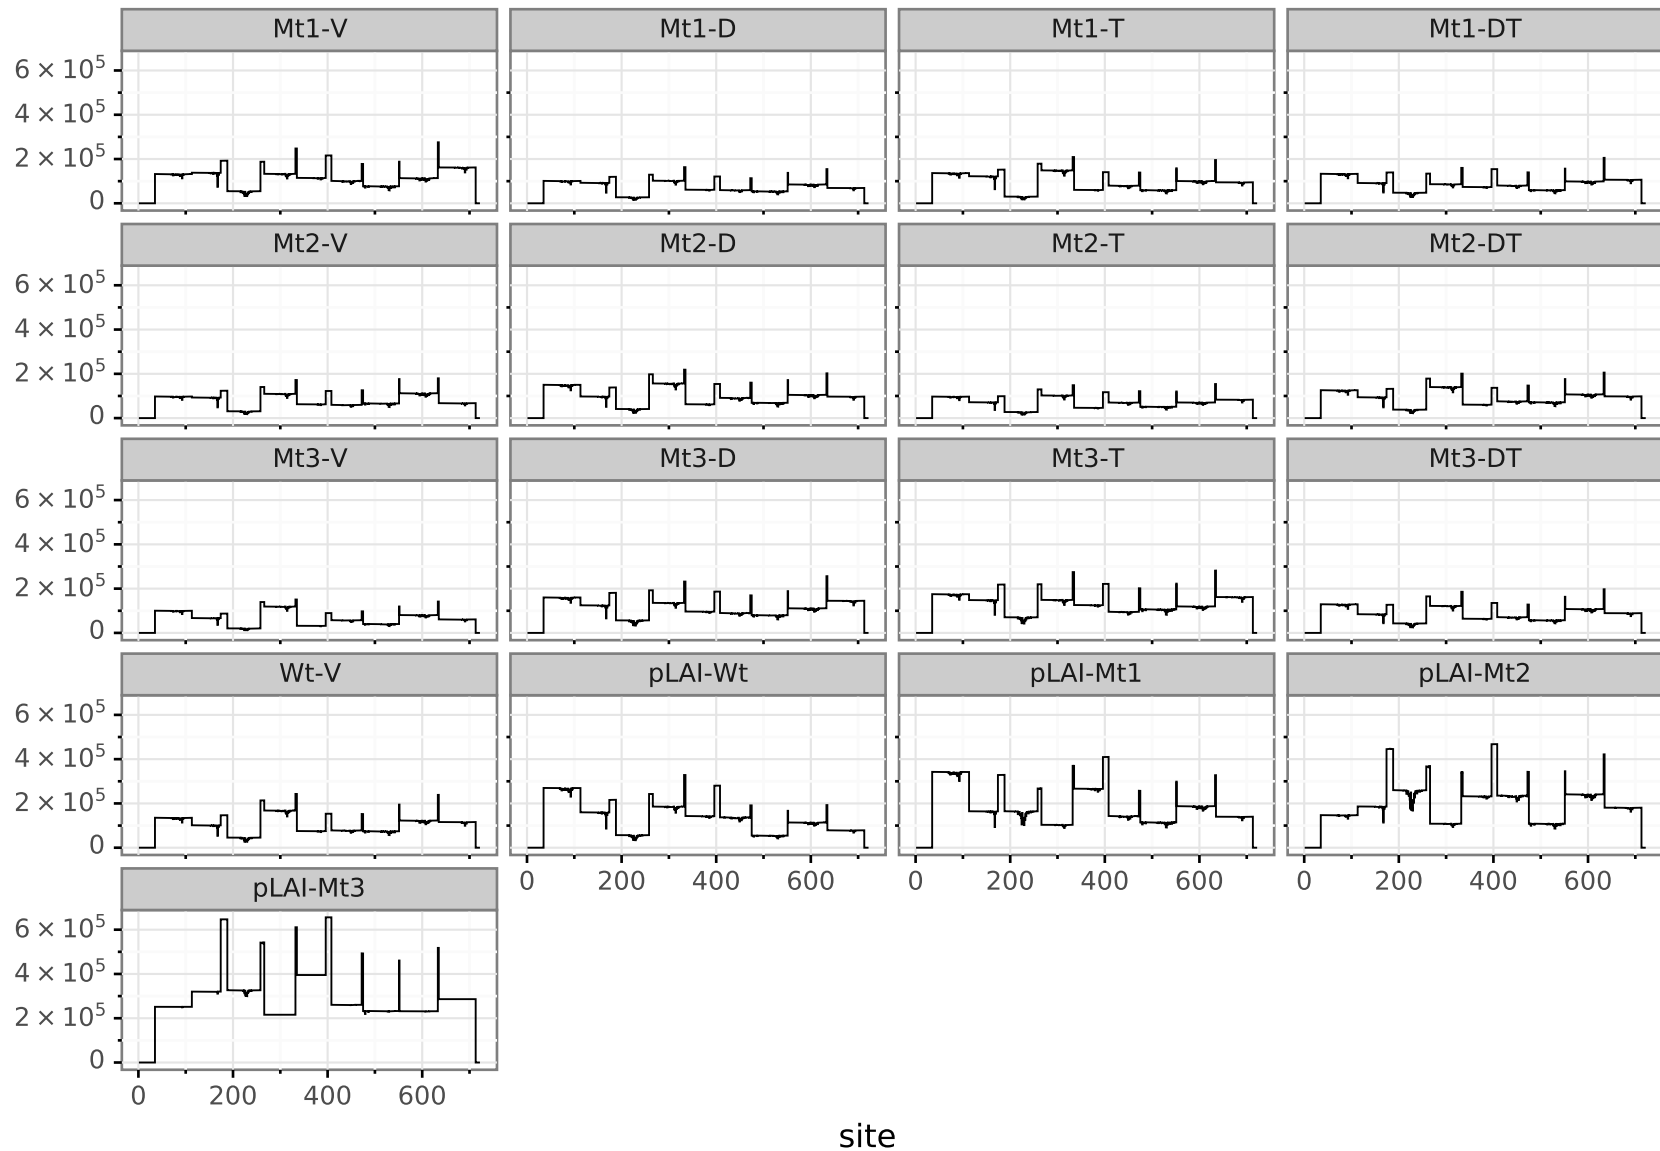 Mt1-V Mt1-D Mt1-T Mt1-DT
6 × 10⁵
4 × 10⁵
2 × 10⁵
0
Mt2-V Mt2-D Mt2-T Mt2-DT
6 × 10⁵
4 × 10⁵
2 × 10⁵
0
Mt3-V Mt3-D Mt3-T Mt3-DT
6 × 10⁵
4 × 10⁵
2 × 10⁵
0
Wt-V pLAI-Wt pLAI-Mt1 pLAI-Mt2
6 × 10⁵
4 × 10⁵
2 × 10⁵
0
0 200 400 600 0 200 400 600 0 200 400 600
pLAI-Mt3
6 × 10⁵
4 × 10⁵
2 × 10⁵
0
0 200 400 600
site